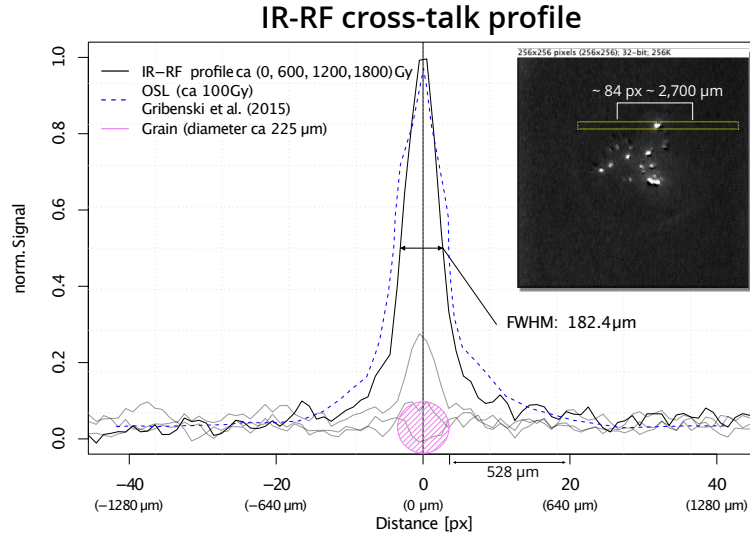 IR-RF cross-talk profile
256x256 pixels (256x256); 32-bit; 256K
~ 84 px ~ 2,700 µm
IR−RF profile ca (0, 600, 1200, 1800) Gy
OSL (ca 100Gy)
Gribenski et al. (2015)
Grain (diameter ca 225 µm)
norm. Signal
1.0
0.8
0.6
0.4
0.2
0.0
FWHM: 182.4µm
528 µm
−40 −20 0 20 40
(−1280 µm) (−640 µm) (0 µm) (640 µm) (1280 µm)
Distance [px]